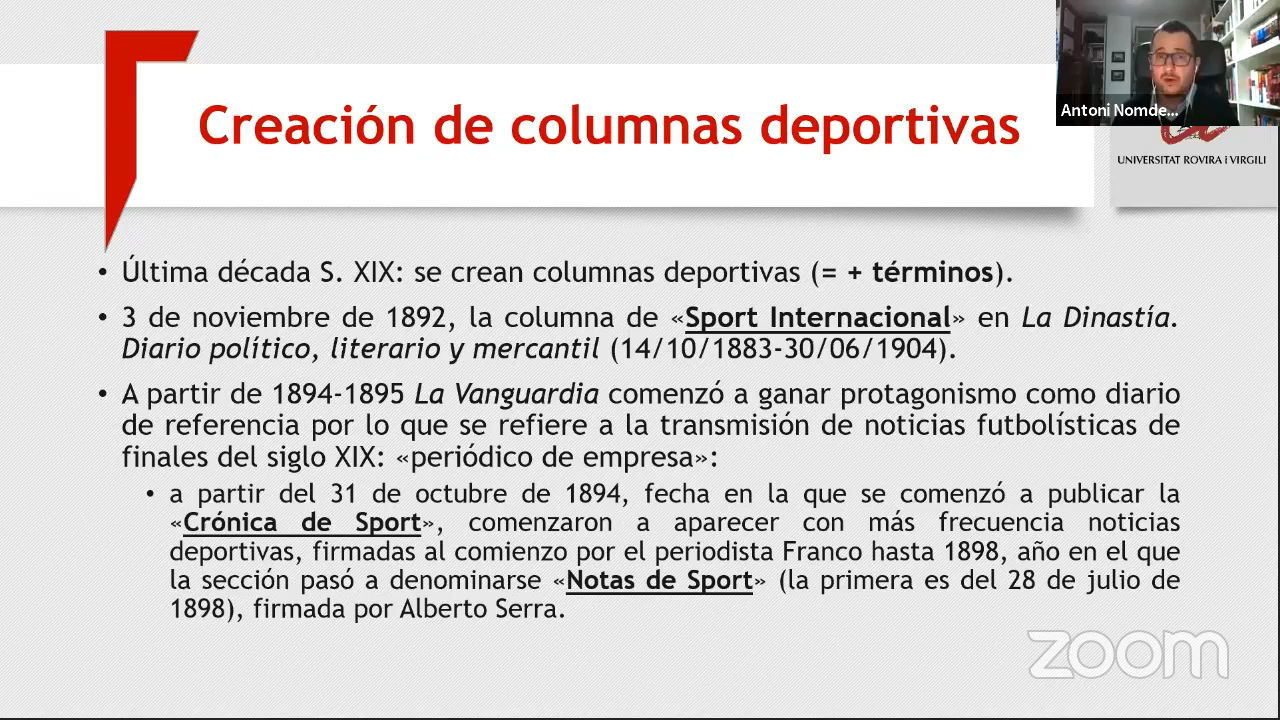 Creación de columnas deportivas
Antoni Nomde...
UNIVERSITAT ROVIRA I VIRGILI
• Última década S. XIX: se crean columnas deportivas (= + términos).
• 3 de noviembre de 1892, la columna de «Sport Internacional» en La Dinastía.
Diario político, literario y mercantil (14/10/1883-30/06/1904).
• A partir de 1894-1895 La Vanguardia comenzó a ganar protagonismo como diario
de referencia por lo que se refiere a la transmisión de noticias futbolísticas de
finales del siglo XIX: «periódico de empresa»:
• a partir del 31 de octubre de 1894, fecha en la que se comenzó a publicar la
«Crónica de Sport», comenzaron a aparecer con más frecuencia noticias
deportivas, firmadas al comienzo por el periodista Franco hasta 1898, año en el que
la sección pasó a denominarse «Notas de Sport» (la primera es del 28 de julio de
1898), firmada por Alberto Serra.
zoom